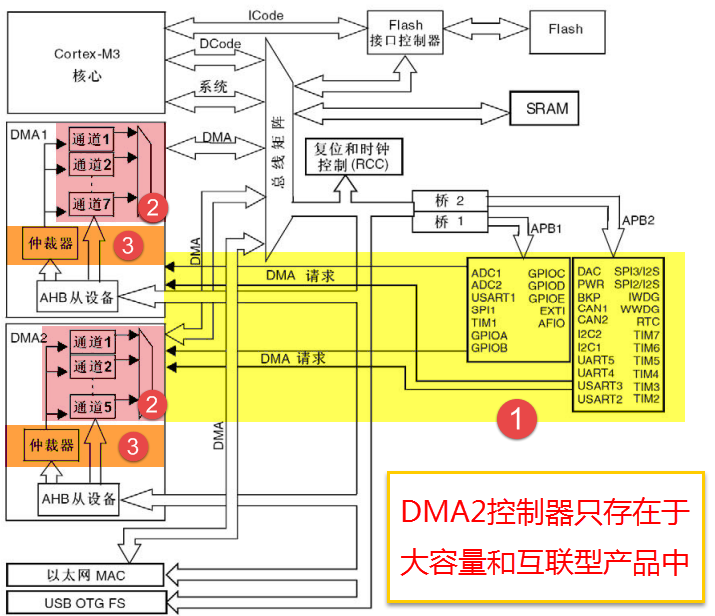 ICode
Cortex-M3
核心
DCode
系统
Flash
接口控制器
Flash
SRAM
总线矩阵
DMA1
通道1
通道2
通道7
2
仲裁器
3
AHB从设备
DMA
复位和时钟
控制(RCC)
桥 2
桥 1
APB1
APB2
DMA
DMA 请求
ADC1
ADC2
USART1
SPI1
TIM1
GPIOA
GPIOB
GPIOC
GPIOD
GPIOE
EXTI
AFIO
DAC
PWR
BKP
CAN1
CAN2
I2C2
I2C1
UART5
UART4
USART3
USART2
SPI3/I2S
SPI2/I2S
IWDG
WWDG
RTC
TIM7
TIM6
TIM5
TIM4
TIM3
TIM2
DMA2
通道1
通道2
通道5
2
仲裁器
3
AHB从设备
DMA 请求
1
DMA
以太网 MAC
USB OTG FS
DMA2控制器只存在于
大容量和互联型产品中